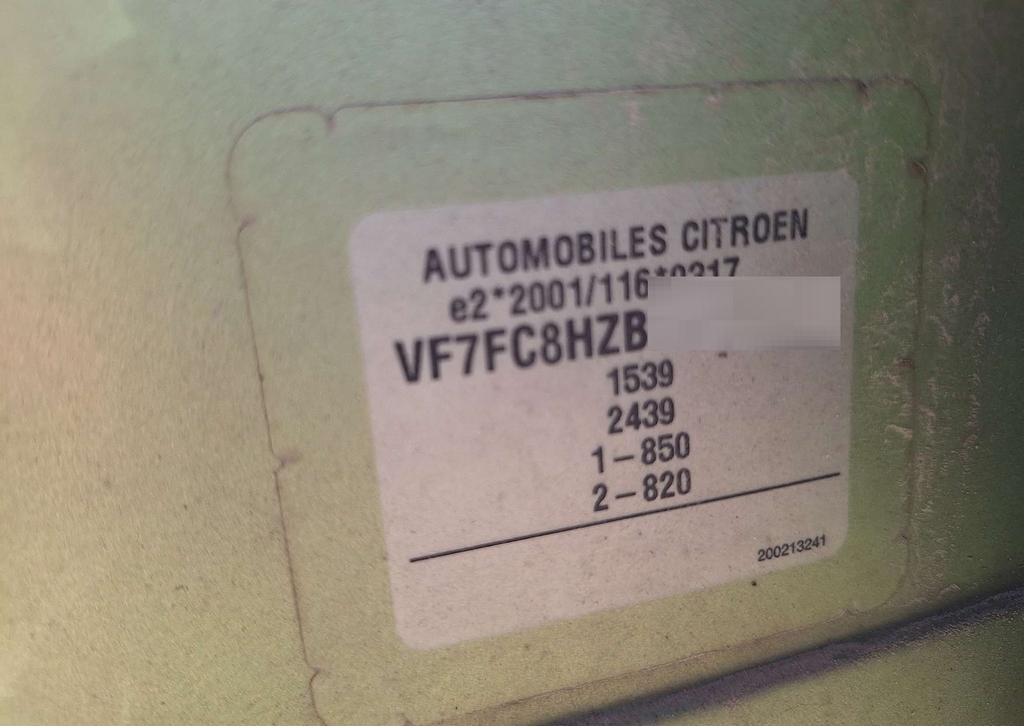 AUTOMOBILES CITROEN
e2*2001/116*0317
VF7FC8HZB
1539
2439
1-850
2-820
200213241